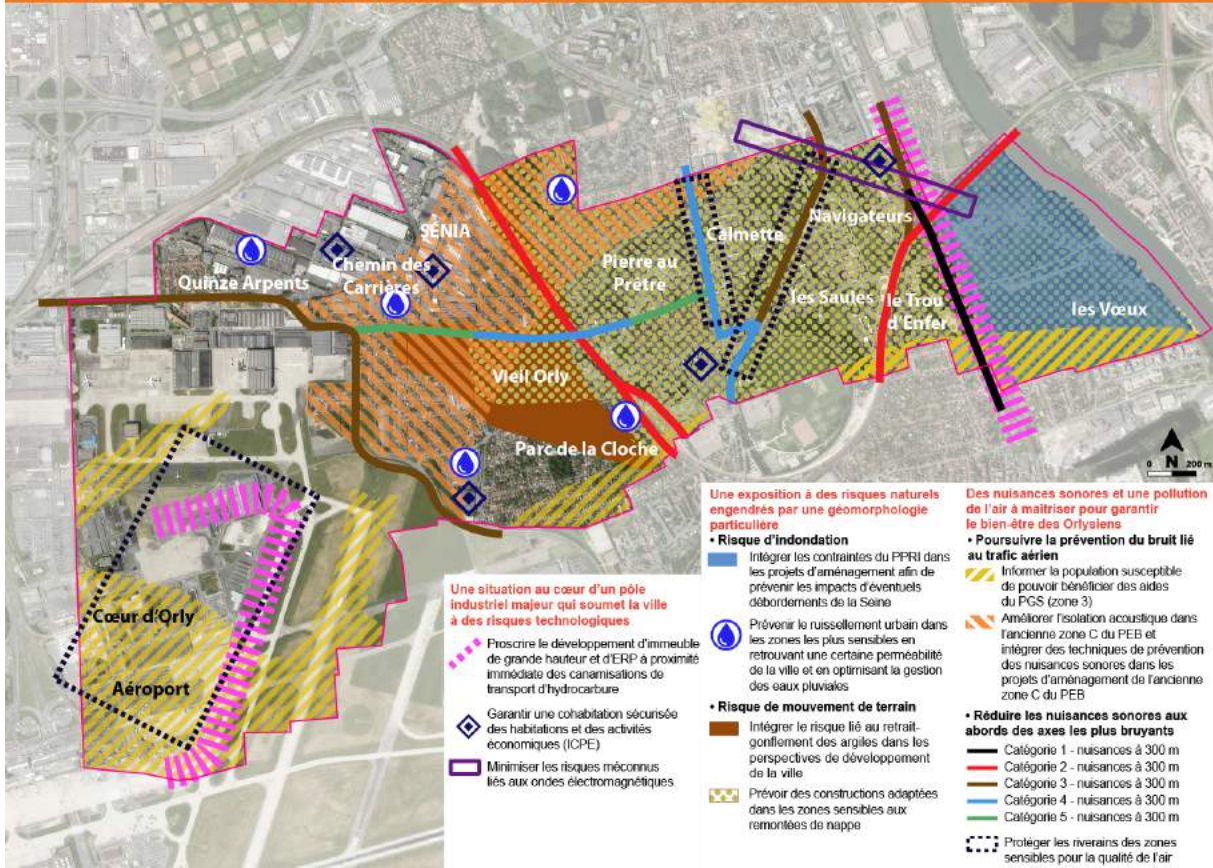 SENIA
Chemin des
Carrières
Quinze Arpents
Calmette
Navigateurs
Pierre au
Prêtre
les Saules
le Trou
d'Enfer
les Vœux
Vieil Orly
Parc de la Cloche
Cœur d'Orly
Aéroport
N
0 200 m
Une situation au cœur d'un pôle
industriel majeur qui soumet la ville
à des risques technologiques
Proscrire le développement d'immeuble
de grande hauteur et d'ERP à proximité
immédiate des canamisations de
transport d'hydrocarbure
Garantir une cohabitation sécurisée
des habitations et des activités
économiques (ICPE)
Minimiser les risques méconnus
liés aux ondes électromagnétiques
Une exposition à des risques naturels
engendrés par une géomorphologie
particulière
• Risque d'indondation
Intégrer les contraintes du PPRI dans
les projets d'aménagement afin de
prévenir les impacts d'éventuels
débordements de la Seine
Prévenir le ruissellement urbain dans
les zones les plus sensibles en
retrouvant une certaine perméabilité
de la ville et en optimisant la gestion
des eaux pluviales
• Risque de mouvement de terrain
Intégrer le risque lié au retrait-
gonflement des argiles dans les
perspectives de développement
de la ville
Prévoir des constructions adaptées
dans les zones sensibles aux
remontées de nappe
Des nuisances sonores et une pollution
de l'air à maîtriser pour garantir
le bien-être des Orlysiens
• Poursuivre la prévention du bruit lié
au trafic aérien
Informer la population susceptible
de pouvoir bénéficier des aides
du PGS (zone 3)
Améliorer l'isolation acoustique dans
l'ancienne zone C du PEB et
intégrer des techniques de prévention
des nuisances sonores dans les
projets d'aménagement de l'ancienne
zone C du PEB
• Réduire les nuisances sonores aux
abords des axes les plus bruyants
Catégorie 1 - nuisances à 300 m
Catégorie 2 - nuisances à 300 m
Catégorie 3 - nuisances à 300 m
Catégorie 4 - nuisances à 300 m
Catégorie 5 - nuisances à 300 m
Protéger les riverains des zones
sensibles pour la qualité de l'air